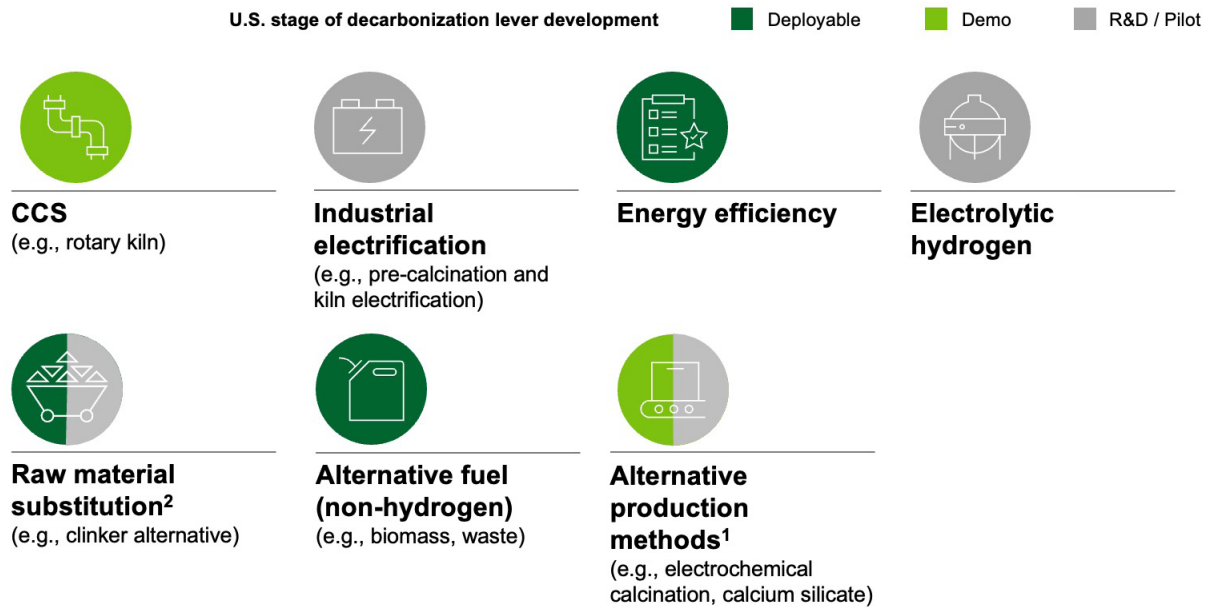 U.S. stage of decarbonization lever development
Deployable
Demo
R&D / Pilot
CCS
(e.g., rotary kiln)
Industrial
electrification
(e.g., pre-calcination and
kiln electrification)
Energy efficiency
Electrolytic
hydrogen
Raw material
substitution²
(e.g., clinker alternative)
Alternative fuel
(non-hydrogen)
(e.g., biomass, waste)
Alternative
production
methods¹
(e.g., electrochemical
calcination, calcium silicate)